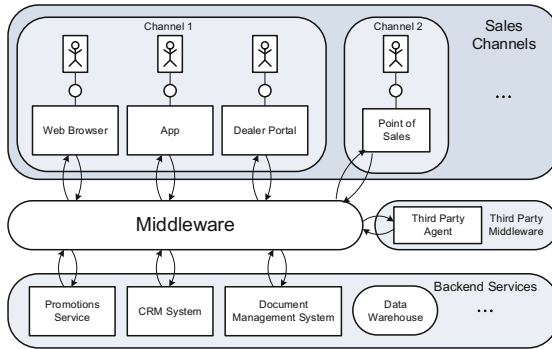 Channel 1
Channel 2
Sales
Channels
Web Browser
App
Dealer Portal
Point of
Sales
...
Middleware
Third Party
Agent
Third Party
Middleware
Backend Services
Promotions
Service
CRM System
Document
Management System
Data
Warehouse
...